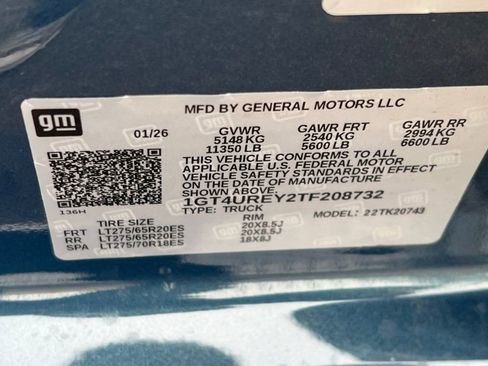 gm
MFD BY GENERAL MOTORS LLC
01/26 GVWR GAWR FRT GAWR RR
5148 KG 2540 KG 2994 KG
11350 LB 5600 LB 6600 LB
THIS VEHICLE CONFORMS TO ALL
APPLICABLE U.S. FEDERAL MOTOR
VEHICLE SAFETY STANDARDS IN EFFECT
ON THE DATE OF MANUFACTURE
SHOWN ABOVE.
1GT4UREY2TF208732
136H TYPE: TRUCK MODEL: 22TK20743
TIRE SIZE RIM
FRT LT275/65R20ES 20X8.5J
RR LT275/65R20ES 20X8.5J
SPA LT275/70R18ES 18X8J